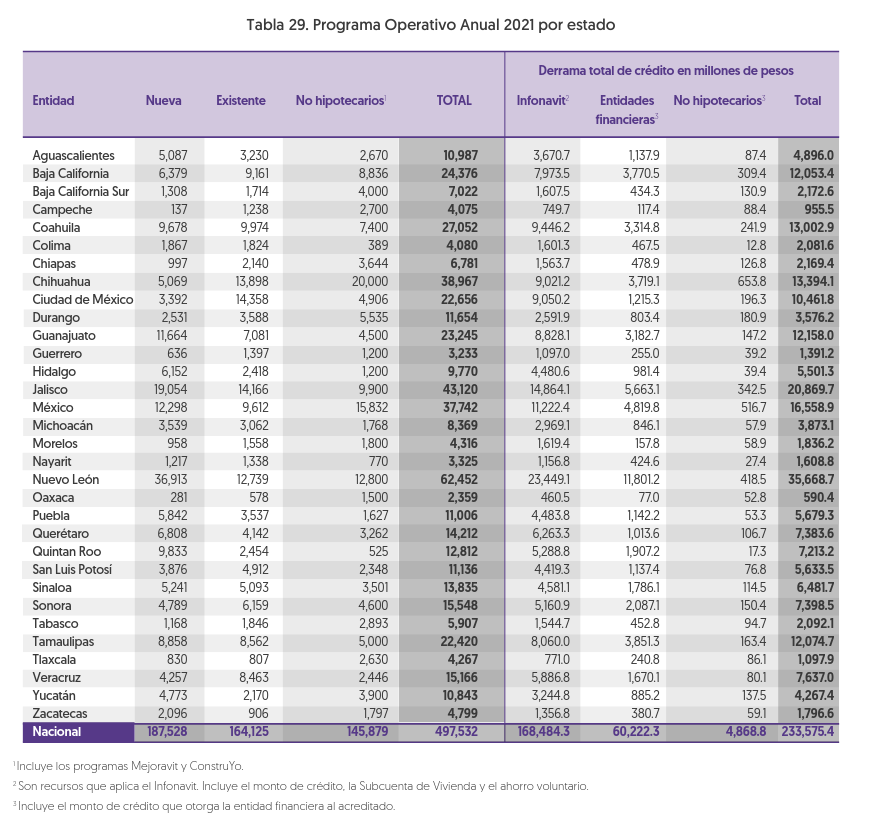 Tabla 29. Programa Operativo Anual 2021 por estado
Derrama total de crédito en millones de pesos
Entidad Nueva Existente No hipotecarios¹ TOTAL Infonavit² Entidades financieras³ No hipotecarios³ Total
Aguascalientes 5,087 3,230 2,670 10,987 3,670.7 1,137.9 87.4 4,896.0
Baja California 6,379 9,161 8,836 24,376 7,973.5 3,770.5 309.4 12,053.4
Baja California Sur 1,308 1,714 4,000 7,022 1,607.5 434.3 130.9 2,172.6
Campeche 137 1,238 2,700 4,075 749.7 117.4 88.4 955.5
Coahuila 9,678 9,974 7,400 27,052 9,446.2 3,314.8 241.9 13,002.9
Colima 1,867 1,824 389 4,080 1,601.3 467.5 12.8 2,081.6
Chiapas 997 2,140 3,644 6,781 1,563.7 478.9 126.8 2,169.4
Chihuahua 5,069 13,898 20,000 38,967 9,021.2 3,719.1 653.8 13,394.1
Ciudad de México 3,392 14,358 4,906 22,656 9,050.2 1,215.3 196.3 10,461.8
Durango 2,531 3,588 5,535 11,654 2,591.9 803.4 180.9 3,576.2
Guanajuato 11,664 7,081 4,500 23,245 8,828.1 3,182.7 147.2 12,158.0
Guerrero 636 1,397 1,200 3,233 1,097.0 255.0 39.2 1,391.2
Hidalgo 6,152 2,418 1,200 9,770 4,480.6 981.4 39.4 5,501.3
Jalisco 19,054 14,166 9,900 43,120 14,864.1 5,663.1 342.5 20,869.7
México 12,298 9,612 15,832 37,742 11,222.4 4,819.8 516.7 16,558.9
Michoacán 3,539 3,062 1,768 8,369 2,969.1 846.1 57.9 3,873.1
Morelos 958 1,558 1,800 4,316 1,619.4 157.8 58.9 1,836.2
Nayarit 1,217 1,338 770 3,325 1,156.8 424.6 27.4 1,608.8
Nuevo León 36,913 12,739 12,800 62,452 23,449.1 11,801.2 418.5 35,668.7
Oaxaca 281 578 1,500 2,359 460.5 77.0 52.8 590.4
Puebla 5,842 3,537 1,627 11,006 4,483.8 1,142.2 53.3 5,679.3
Querétaro 6,808 4,142 3,262 14,212 6,263.3 1,013.6 106.7 7,383.6
Quintan Roo 9,833 2,454 525 12,812 5,288.8 1,907.2 17.3 7,213.2
San Luis Potosí 3,876 4,912 2,348 11,136 4,419.3 1,137.4 76.8 5,633.5
Sinaloa 5,241 5,093 3,501 13,835 4,581.1 1,786.1 114.5 6,481.7
Sonora 4,789 6,159 4,600 15,548 5,160.9 2,087.1 150.4 7,398.5
Tabasco 1,168 1,846 2,893 5,907 1,544.7 452.8 94.7 2,092.1
Tamaulipas 8,858 8,562 5,000 22,420 8,060.0 3,851.3 163.4 12,074.7
Tlaxcala 830 807 2,630 4,267 771.0 240.8 86.1 1,097.9
Veracruz 4,257 8,463 2,446 15,166 5,886.8 1,670.1 80.1 7,637.0
Yucatán 4,773 2,170 3,900 10,843 3,244.8 885.2 137.5 4,267.4
Zacatecas 2,096 906 1,797 4,799 1,356.8 380.7 59.1 1,796.6
Nacional 187,528 164,125 145,879 497,532 168,484.3 60,222.3 4,868.8 233,575.4
¹ Incluye los programas Mejoravit y ConstruYo.
² Son recursos que aplica el Infonavit. Incluye el monto de crédito, la Subcuenta de Vivienda y el ahorro voluntario.
³ Incluye el monto de crédito que otorga la entidad financiera al acreditado.